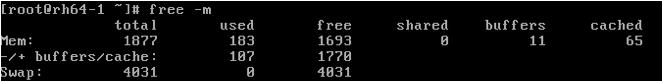 [root@rh64-1 ~]# free -m
total used free shared buffers cached
Mem: 1877 183 1693 0 11 65
-/+ buffers/cache: 107 1770
Swap: 4031 0 4031